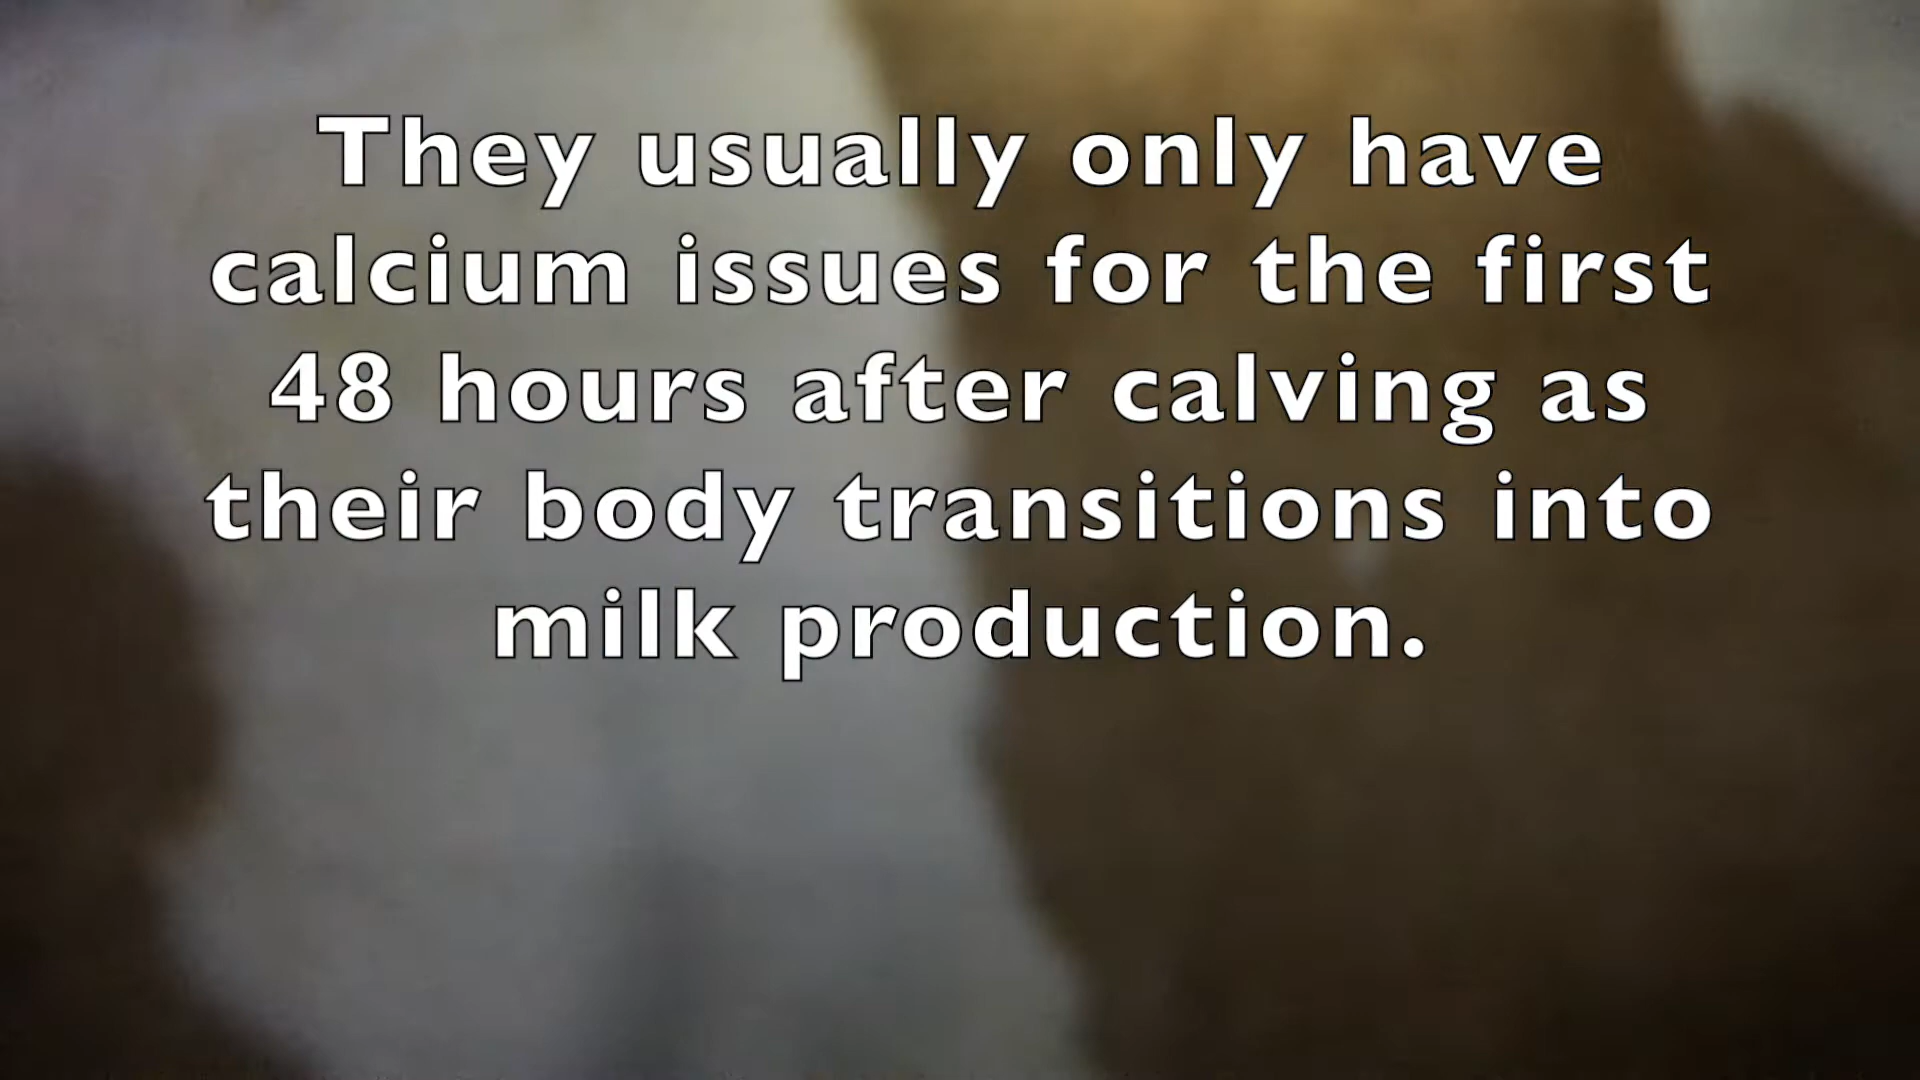 They usually only have
calcium issues for the first
48 hours after calving as
their body transitions into
milk production.